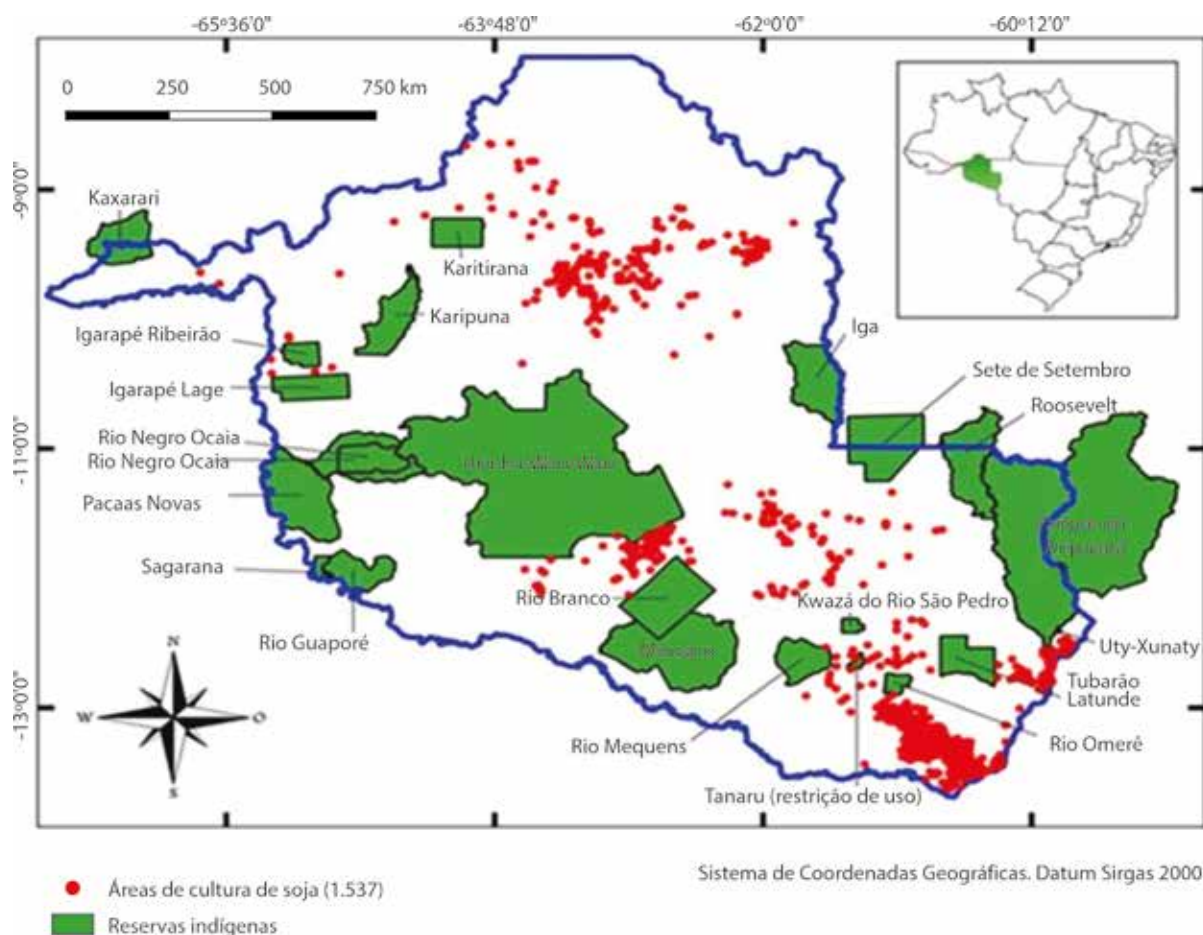 -65º36'0"
-63º48'0"
-62º0'0"
-60º12'0"
0
250
500
750 km
-9º0'0"
-11º0'0"
-13º0'0"
Kaxarari
Karitirana
Karipuna
Igarapé Ribeirão
Igarapé Lage
Rio Negro Ocaia
Rio Negro Ocaia
Pacaas Novas
Sagarana
Rio Guaporé
Rio Branco
Iga
Sete de Setembro
Roosevelt
Kwazá do Rio São Pedro
Uty-Xunaty
Tubarão
Latunde
Rio Omerê
Rio Mequens
Tanaru (restrição de uso)
N
W
O
S
Sistema de Coordenadas Geográficas. Datum Sirgas 2000
Áreas de cultura de soja (1.537)
Reservas indígenas